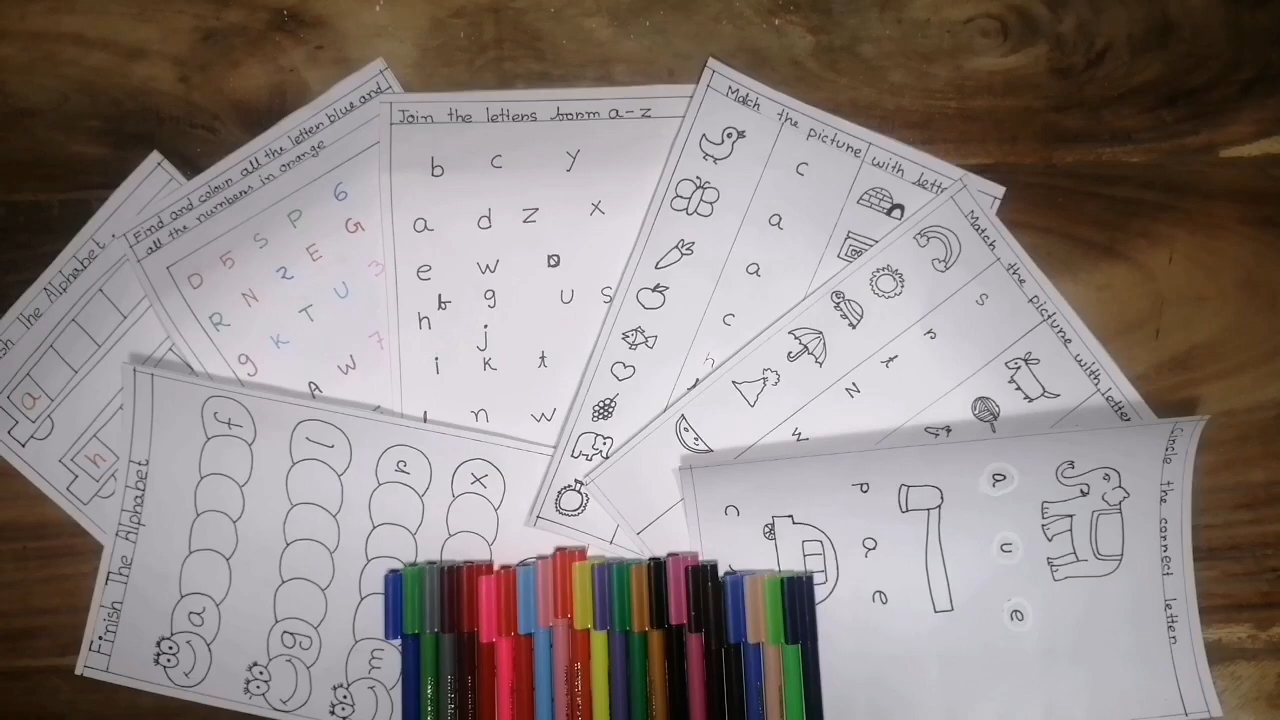 sh The Alphabet.
a
h
Find and colour all the letter blue and
all the numbers in orange
6
S P
D 5 E G
N 2 3
R T U
g K 7
A W
Join the letters form a-z
b c y
a d z x
e w
h g u s
j
i k t
n w
Match the picture with lett
c
a
a
c
h
Match the picture with letter
s
r
t
N
w
Finish The Alphabet
f l x
a g m
Circle the correct letter
a u e
p a e
c